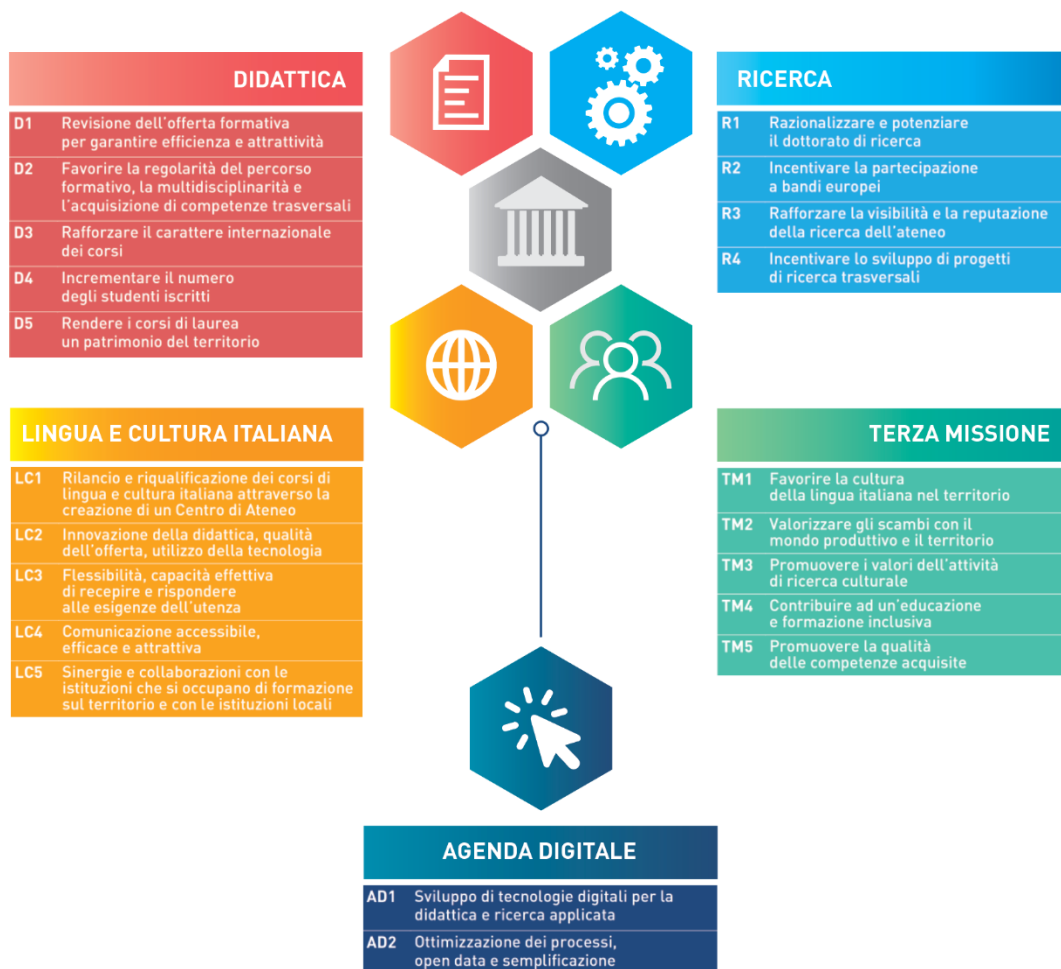 DIDATTICA
D1 Revisione dell'offerta formativa
per garantire efficienza e attrattività
D2 Favorire la regolarità del percorso
formativo, la multidisciplinarità e
l'acquisizione di competenze trasversali
D3 Rafforzare il carattere internazionale
dei corsi
D4 Incrementare il numero
degli studenti iscritti
D5 Rendere i corsi di laurea
un patrimonio del territorio
RICERCA
R1 Razionalizzare e potenziare
il dottorato di ricerca
R2 Incentivare la partecipazione
a bandi europei
R3 Rafforzare la visibilità e la reputazione
della ricerca dell'ateneo
R4 Incentivare lo sviluppo di progetti
di ricerca trasversali
LINGUA E CULTURA ITALIANA
LC1 Rilancio e riqualificazione dei corsi di
lingua e cultura italiana attraverso la
creazione di un Centro di Ateneo
LC2 Innovazione della didattica, qualità
dell'offerta, utilizzo della tecnologia
LC3 Flessibilità, capacità effettiva
di recepire e rispondere
alle esigenze dell'utenza
LC4 Comunicazione accessibile,
efficace e attrattiva
LC5 Sinergie e collaborazioni con le
istituzioni che si occupano di formazione
sul territorio e con le istituzioni locali
TERZA MISSIONE
TM1 Favorire la cultura
della lingua italiana nel territorio
TM2 Valorizzare gli scambi con il
mondo produttivo e il territorio
TM3 Promuovere i valori dell'attività
di ricerca culturale
TM4 Contribuire ad un'educazione
e formazione inclusiva
TM5 Promuovere la qualità
delle competenze acquisite
AGENDA DIGITALE
AD1 Sviluppo di tecnologie digitali per la
didattica e ricerca applicata
AD2 Ottimizzazione dei processi,
open data e semplificazione